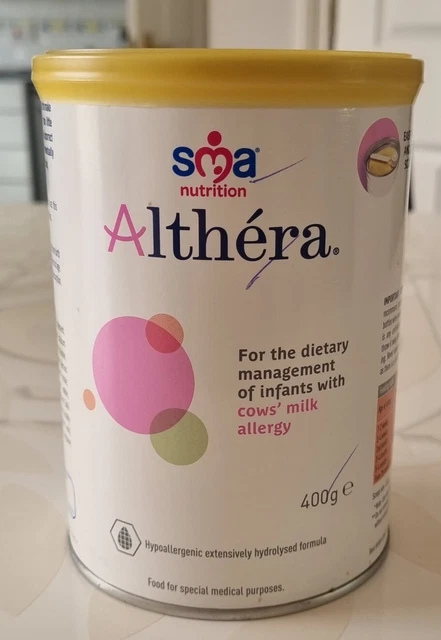 sma
nutrition
Althéra®
For the dietary
management
of infants with
cows' milk
allergy
400g e
Hypoallergenic extensively hydrolysed formula
Food for special medical purposes.